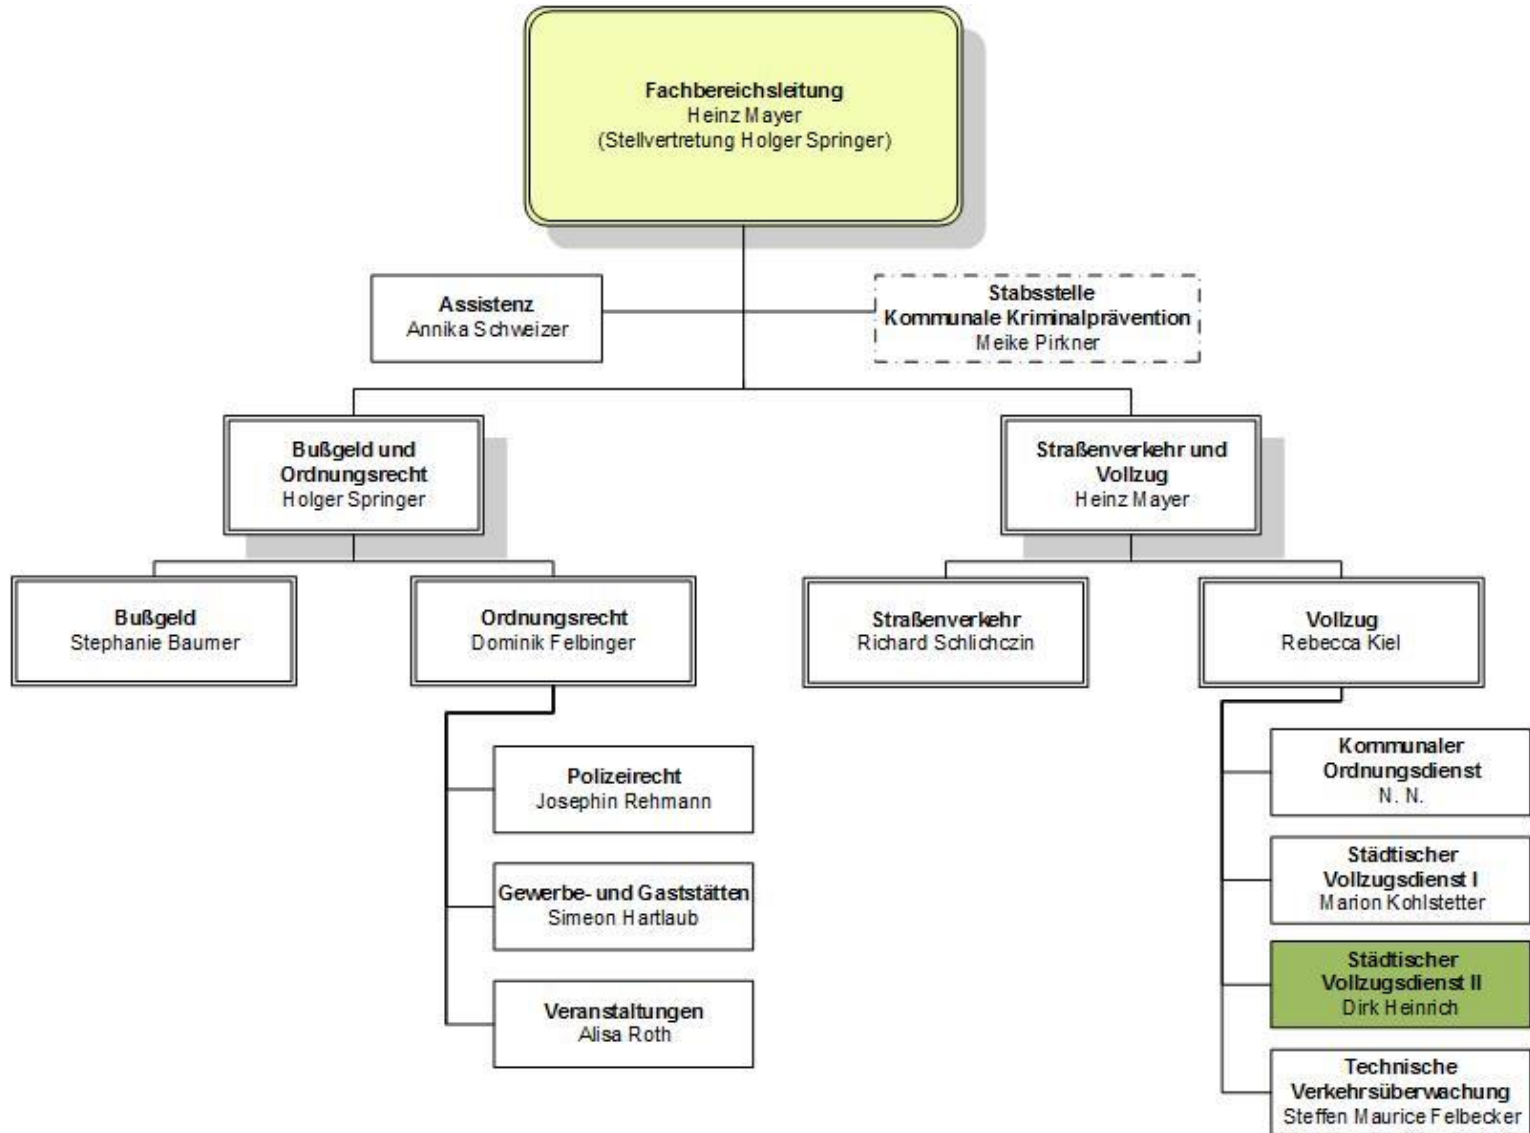 Fachbereichsleitung
Heinz Mayer
(Stellvertretung Holger Springer)
Assistenz
Annika Schweizer
Stabsstelle
Kommunale Kriminalprävention
Meike Pirkner
Bußgeld und
Ordnungsrecht
Holger Springer
Straßenverkehr und
Vollzug
Heinz Mayer
Bußgeld
Stephanie Baumer
Ordnungsrecht
Dominik Felbinger
Straßenverkehr
Richard Schlichczin
Vollzug
Rebecca Kiel
Polizeirecht
Josephin Rehmann
Gewerbe- und Gaststätten
Simeon Hartlaub
Veranstaltungen
Alisa Roth
Kommunaler
Ordnungsdienst
N. N.
Städtischer
Vollzugsdienst I
Marion Kohlstetter
Städtischer
Vollzugsdienst II
Dirk Heinrich
Technische
Verkehrsüberwachung
Steffen Maurice Felbecker